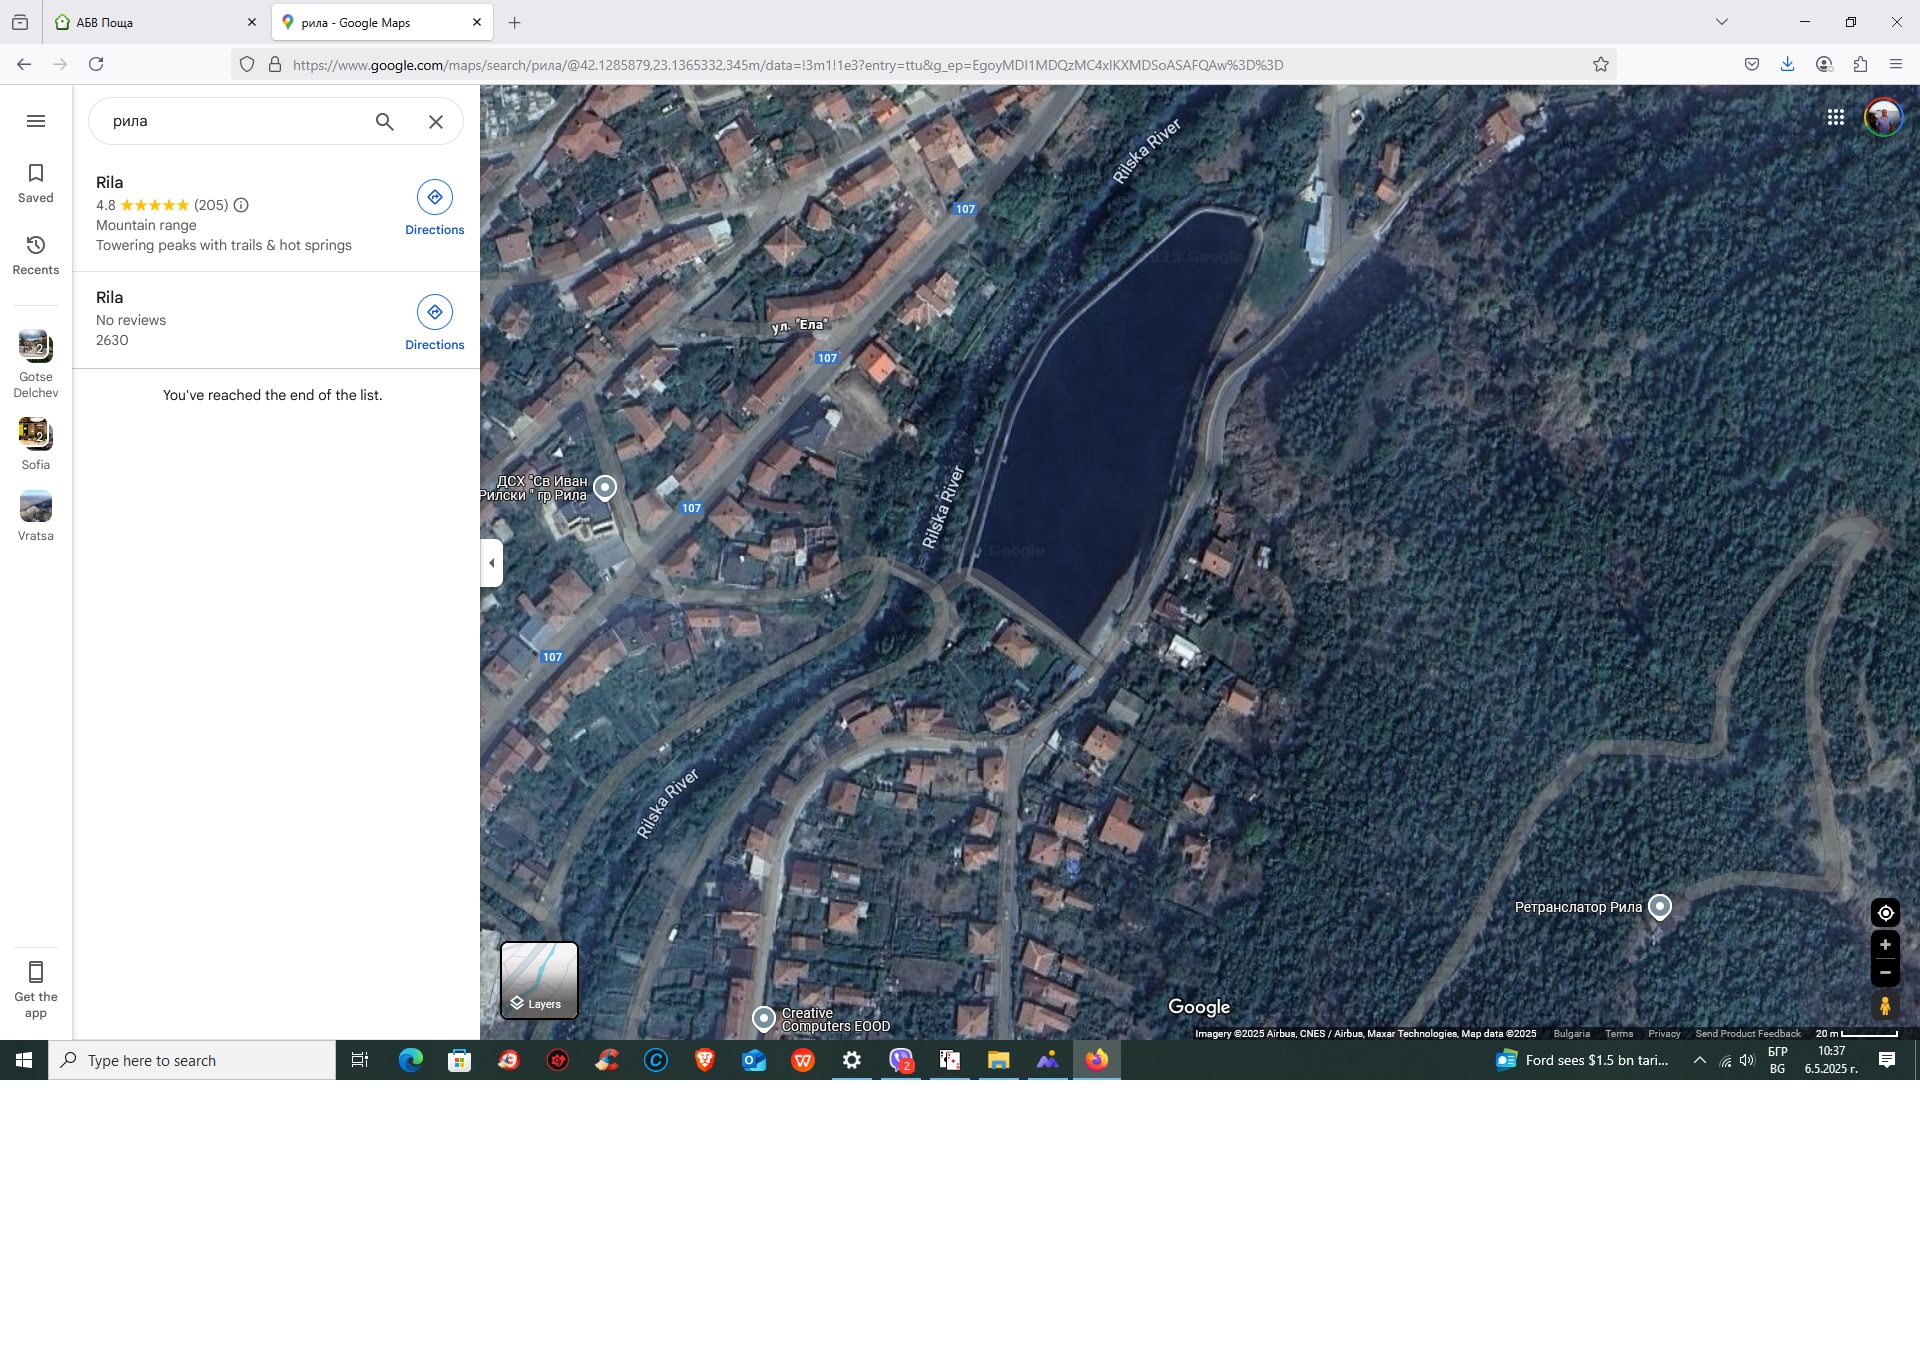 АБВ Поща
рила - Google Maps
https://www.google.com/maps/search/рила/@42.1285879,23.1365332,345m/data=!3m1!1e3?entry=ttu&g_ep=EgoyMDI1MDQzMC4xIKXMDSoASAFQAw%3D%3D
рила
Saved
Recents
Gotse
Delchev
Sofia
Vratsa
Get the
app
2
2
Rila
4.8 ★★★★★ (205)
Mountain range
Towering peaks with trails & hot springs
Directions
Rila
No reviews
2630
Directions
You've reached the end of the list.
Rilska River
107
ул. "Ела"
107
ДСХ "Св Иван
Рилски " гр Рила
107
Rilska River
107
Rilska River
Ретранслатор Рила
Creative
Computers EOOD
Layers
Google
Imagery ©2025 Airbus, CNES / Airbus, Maxar Technologies, Map data ©2025 Bulgaria Terms Privacy Send Product Feedback 20 m
Type here to search
2
Ford sees $1.5 bn tari...
БГР
BG
10:37
6.5.2025 г.